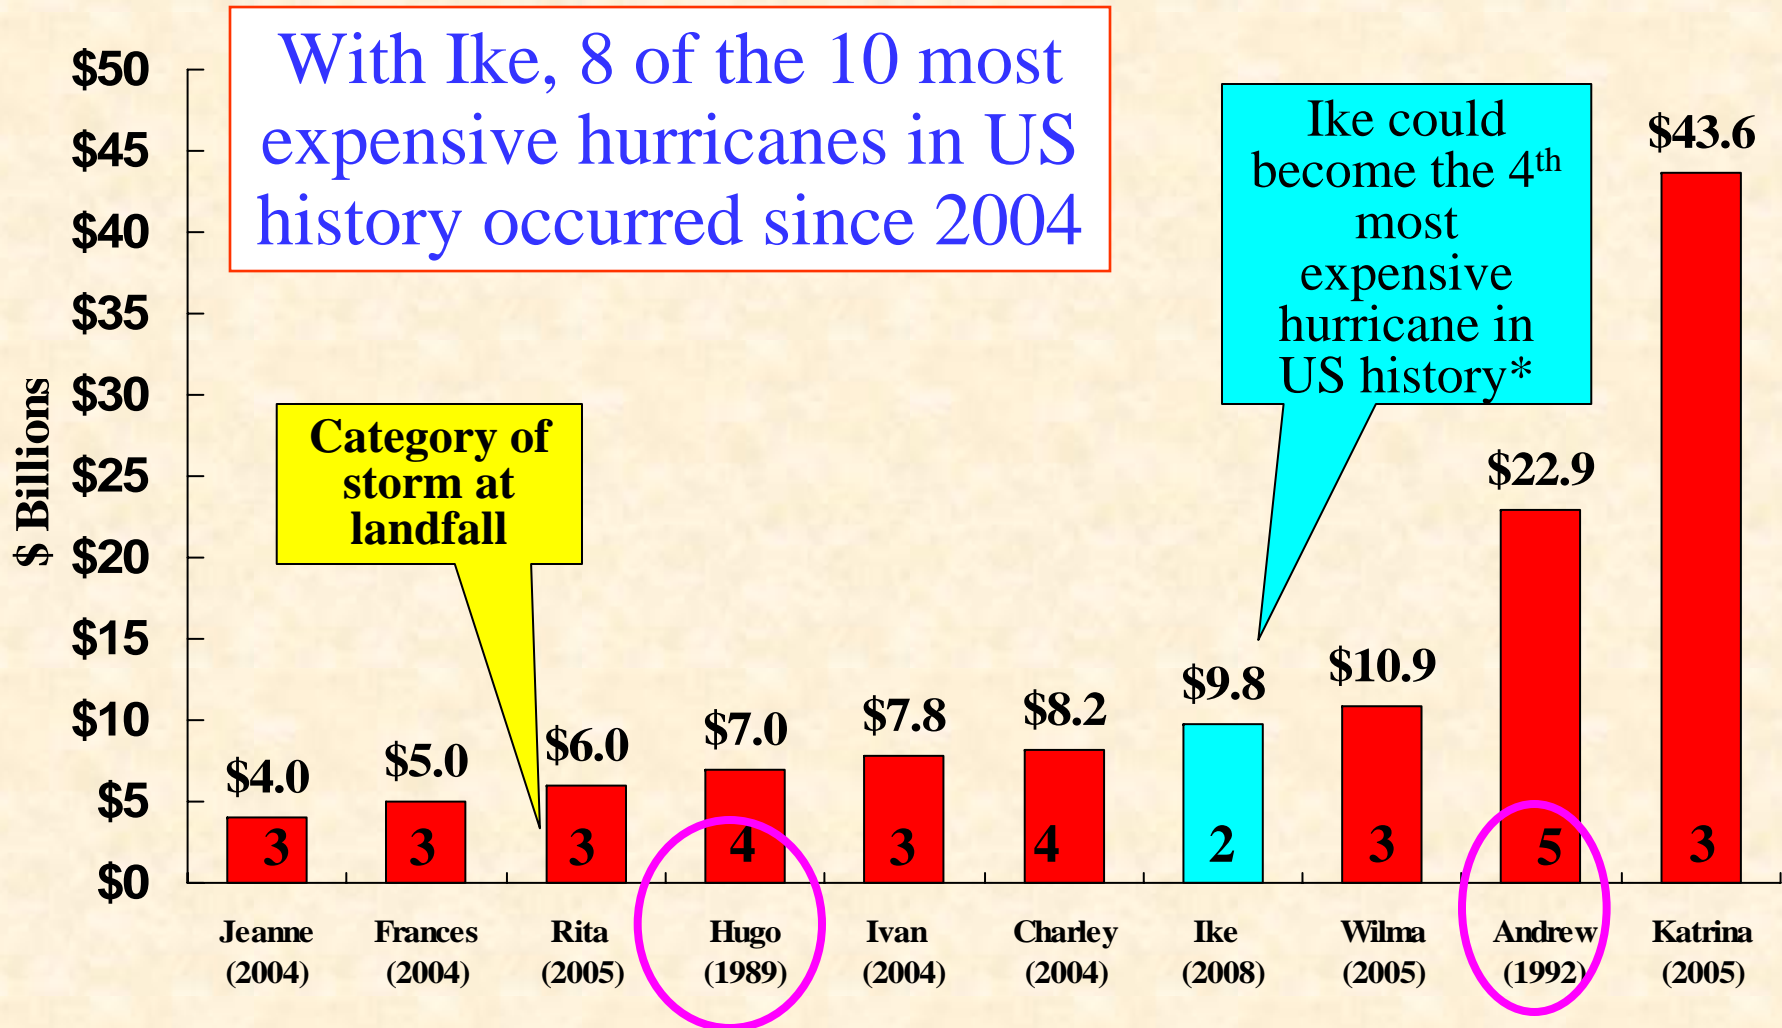 With Ike, 8 of the 10 most
expensive hurricanes in US
history occurred since 2004
Ike could
become the 4th
most
expensive
hurricane in
US history*
Category of
storm at
landfall
$ Billions
$50
$45
$40
$35
$30
$25
$20
$15
$10
$5
$0
$4.0
$5.0
$6.0
$7.0
$7.8
$8.2
$9.8
$10.9
$22.9
$43.6
3
3
3
4
3
4
2
3
5
3
Jeanne
(2004)
Frances
(2004)
Rita
(2005)
Hugo
(1989)
Ivan
(2004)
Charley
(2004)
Ike
(2008)
Wilma
(2005)
Andrew
(1992)
Katrina
(2005)